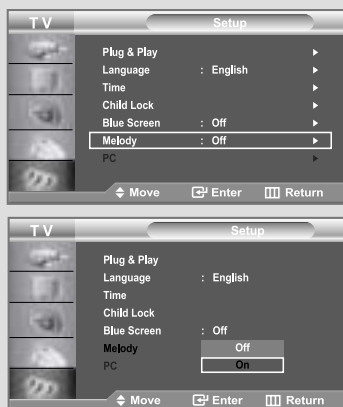 TV Setup
Plug & Play
Language : English
Time
Child Lock
Blue Screen : Off
Melody : Off
PC
Move Enter Return
TV Setup
Plug & Play
Language : English
Time
Child Lock
Blue Screen : Off
Melody Off
PC On
Move Enter Return